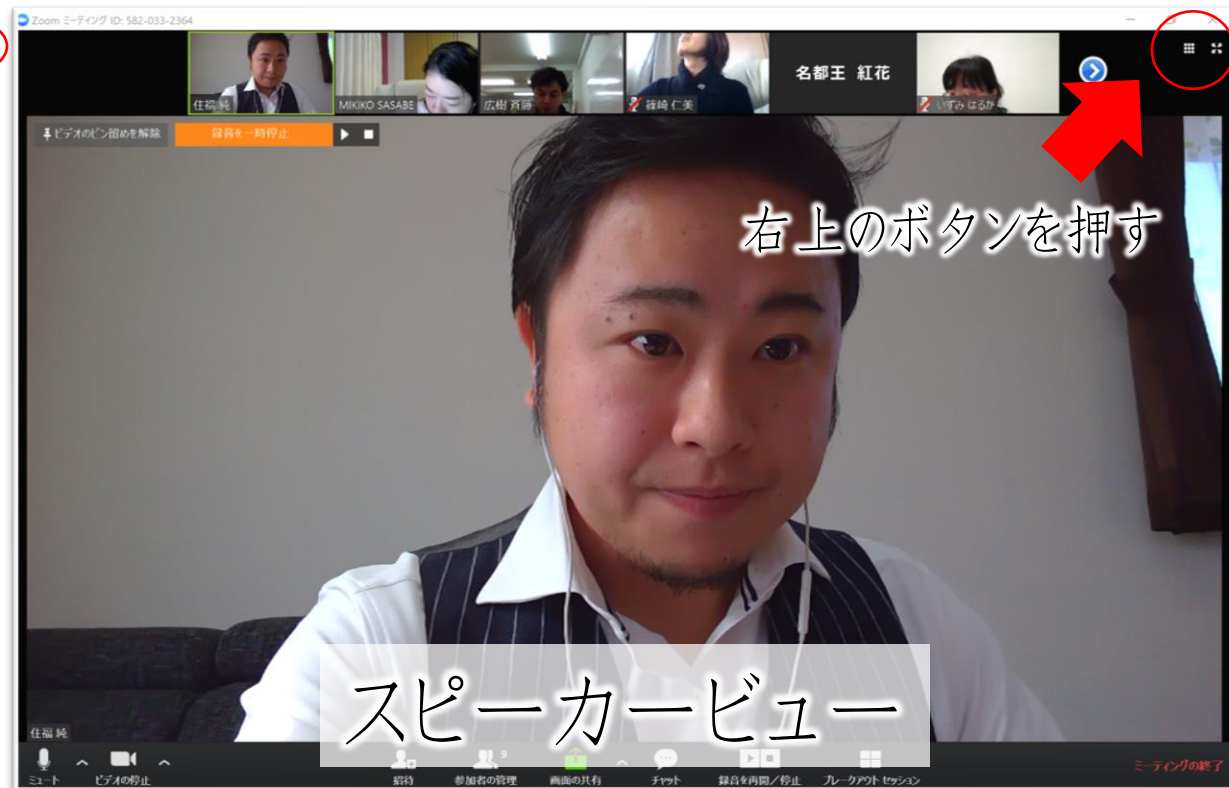 Zoom ミーティング ID: 582-033-2364
住福 純
MIKIKO SASABE
広樹 斉藤
篠崎 仁美
名都王 紅花
いずみ はるか
ビデオのピン留めを解除
録音を一時停止
右上のボタンを押す
スピーカービュー
住福 純
ミュート
ビデオの停止
招待
9
参加者の管理
画面の共有
チャット
録音を再開/停止
ブレークアウト セッション
ミーティングの終了